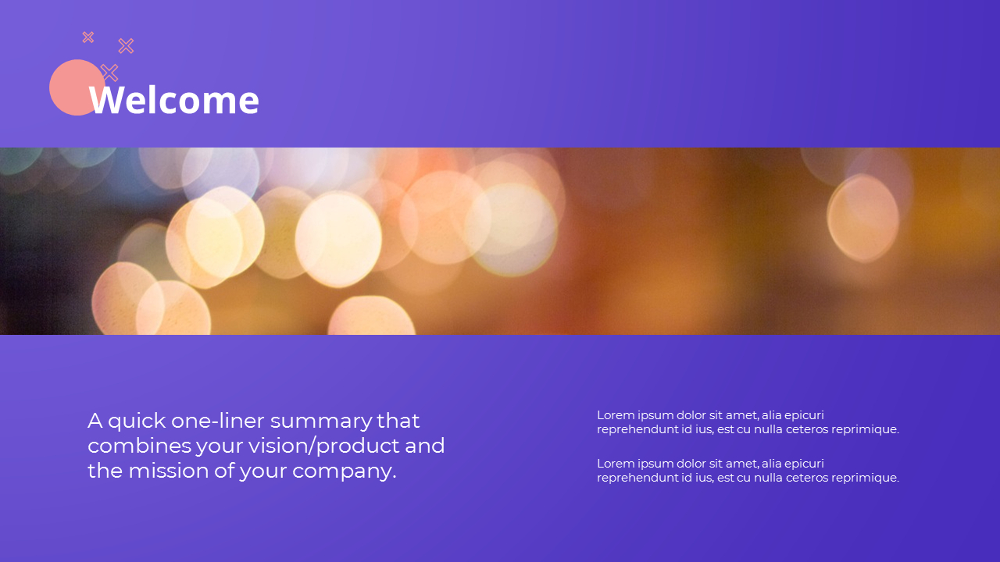 Welcome
A quick one-liner summary that
combines your vision/product and
the mission of your company.
Lorem ipsum dolor sit amet, alia epicuri
reprehendunt id ius, est cu nulla ceteros reprimique.
Lorem ipsum dolor sit amet, alia epicuri
reprehendunt id ius, est cu nulla ceteros reprimique.